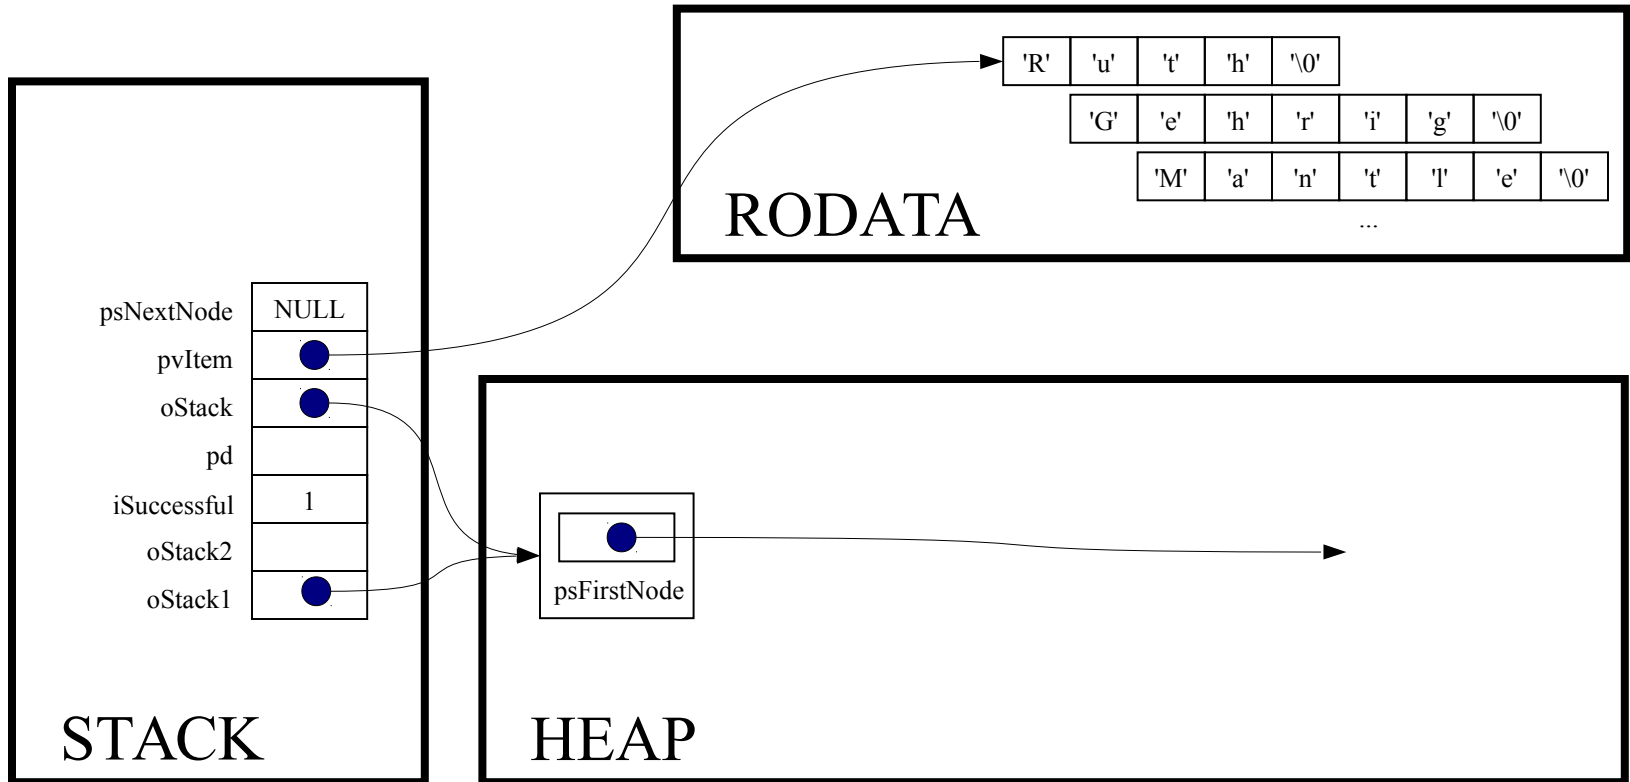 'R' 'u' 't' 'h' '\0'
'G' 'e' 'h' 'r' 'i' 'g' '\0'
'M' 'a' 'n' 't' 'l' 'e' '\0'
...
RODATA
psNextNode NULL
pvItem
oStack
pd
iSuccessful 1
oStack2
oStack1
STACK
psFirstNode
HEAP